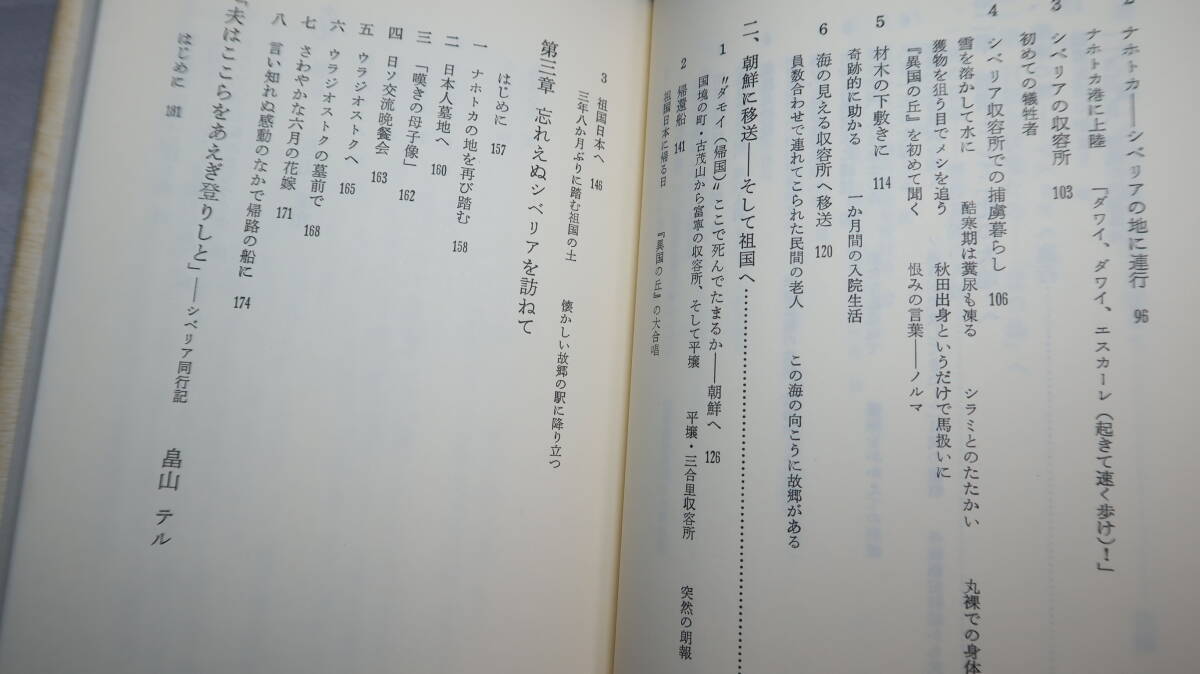 2 ナホトカ――シベリアの地に連行 96
ナホトカ港に上陸 「ダワイ、ダワイ、エスカーレ（起きて速く歩け）！」
3 シベリアの収容所 103
初めての犠牲者
4 シベリア収容所での捕虜暮らし 106
雪を落かして水に 酷寒期は糞尿も凍る シラミとのたたかい 丸裸での身体
獲物を狙う目でメシを追う 秋田出身というだけで馬扱いに
『異国の丘』を初めて聞く 恨みの言葉――ノルマ
5 材木の下敷きに 114
奇跡的に助かる 一か月間の入院生活
6 海の見える収容所へ移送 120
員数合わせで連れてこられた民間の老人 この海の向こうに故郷がある
二、朝鮮に移送――そして祖国へ
1 〝ダモイ（帰国）〟ここで死んでたまるか――朝鮮へ 126
国境の町・古茂山から富寧の収容所、そして平壌 平壌・三合里収容所 突然の朗報
2 帰還船 141
祖国日本に帰る日 『異国の丘』の大合唱
3 祖国日本へ 146
三年八か月ぶりに踏む祖国の土 懐かしい故郷の駅に降り立つ
第三章 忘れえぬシベリアを訪ねて
はじめに 157
一 ナホトカの地を再び踏む 158
二 日本人墓地へ 160
三 「嘆きの母子像」 162
四 日ソ交流晩餐会 163
五 ウラジオストクへ 165
六 ウラジオストクの墓前で 168
七 さわやかな六月の花嫁 171
八 言い知れぬ感動のなかで帰路の船に 174
「夫はここらをあえぎ登りしと」――シベリア同行記 畠山 テル
はじめに 181